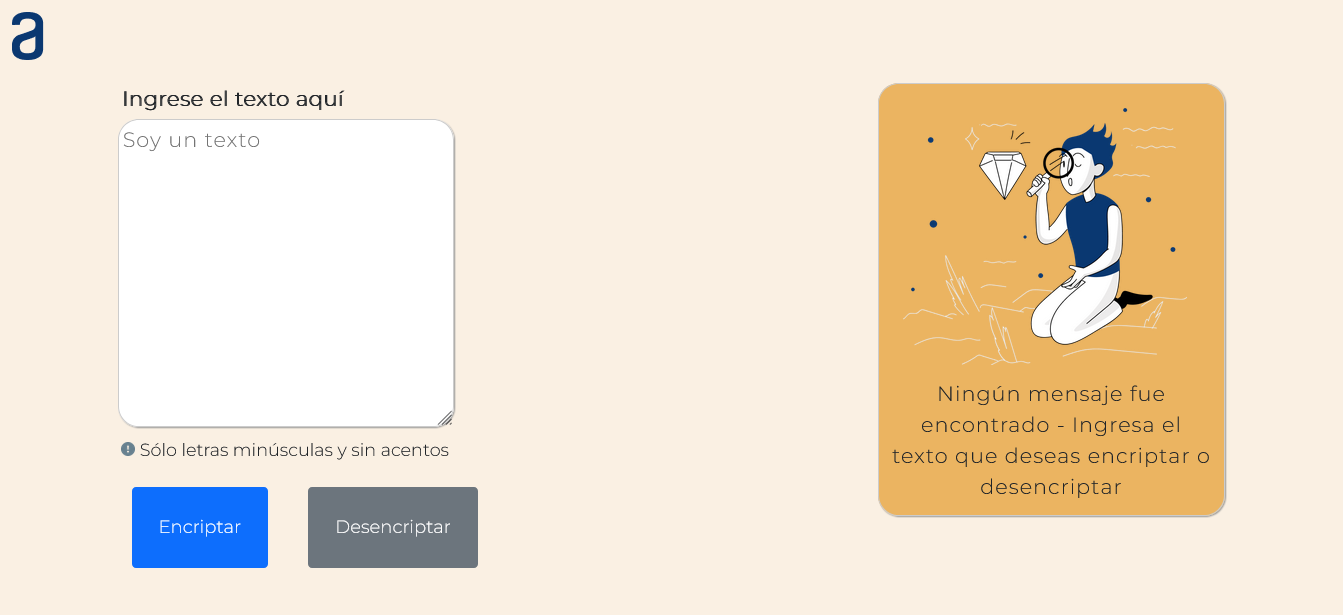 a
Ingrese el texto aquí
Soy un texto
Sólo letras minúsculas y sin acentos
Encriptar
Desencriptar
Ningún mensaje fue
encontrado - Ingresa el
texto que deseas encriptar o
desencriptar